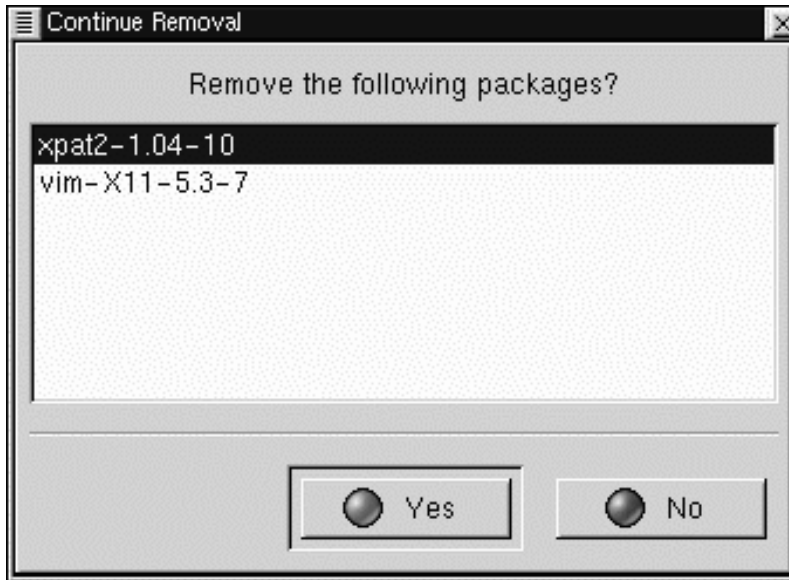 Continue Removal
Remove the following packages?
xpat2-1.04-10
vim-X11-5.3-7
Yes
No